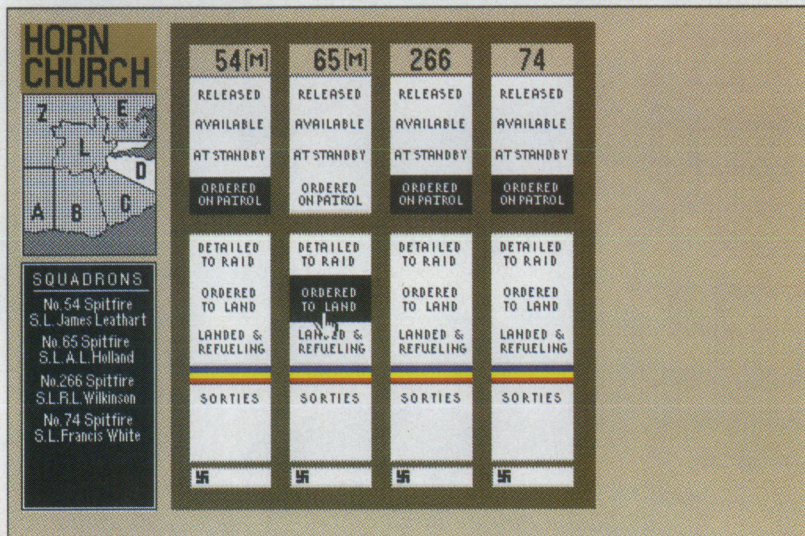 HORN
CHURCH
Z
E
L
D
A
B
C
SQUADRONS
No.54 Spitfire
S.L. James Leathart
No.65 Spitfire
S.L.A.L.Holland
No.266 Spitfire
S.L.R.L.Wilkinson
No.74 Spitfire
S.L.Francis White
54[M]
RELEASED
AVAILABLE
AT STANDBY
ORDERED
ON PATROL
DETAILED
TO RAID
ORDERED
TO LAND
LANDED &
REFUELING
SORTIES
65[M]
RELEASED
AVAILABLE
AT STANDBY
ORDERED
ON PATROL
DETAILED
TO RAID
ORDERED
TO LAND
LANDED &
REFUELING
SORTIES
266
RELEASED
AVAILABLE
AT STANDBY
ORDERED
ON PATROL
DETAILED
TO RAID
ORDERED
TO LAND
LANDED &
REFUELING
SORTIES
74
RELEASED
AVAILABLE
AT STANDBY
ORDERED
ON PATROL
DETAILED
TO RAID
ORDERED
TO LAND
LANDED &
REFUELING
SORTIES